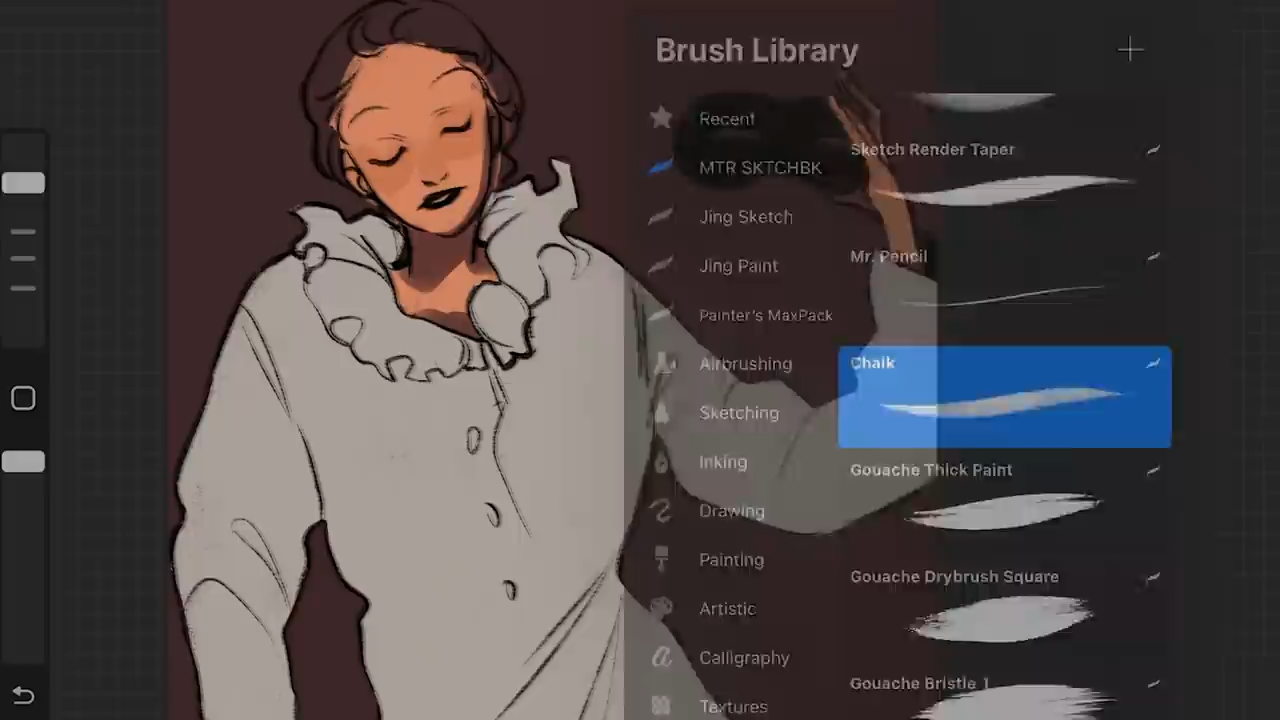 Brush Library
Recent
MTR SKTCHBK
Jing Sketch
Jing Paint
Painter's MaxPack
Airbrushing
Sketching
Inking
Drawing
Painting
Artistic
Calligraphy
Textures
Sketch Render Taper
Mr. Pencil
Chalk
Gouache Thick Paint
Gouache Drybrush Square
Gouache Bristle 1